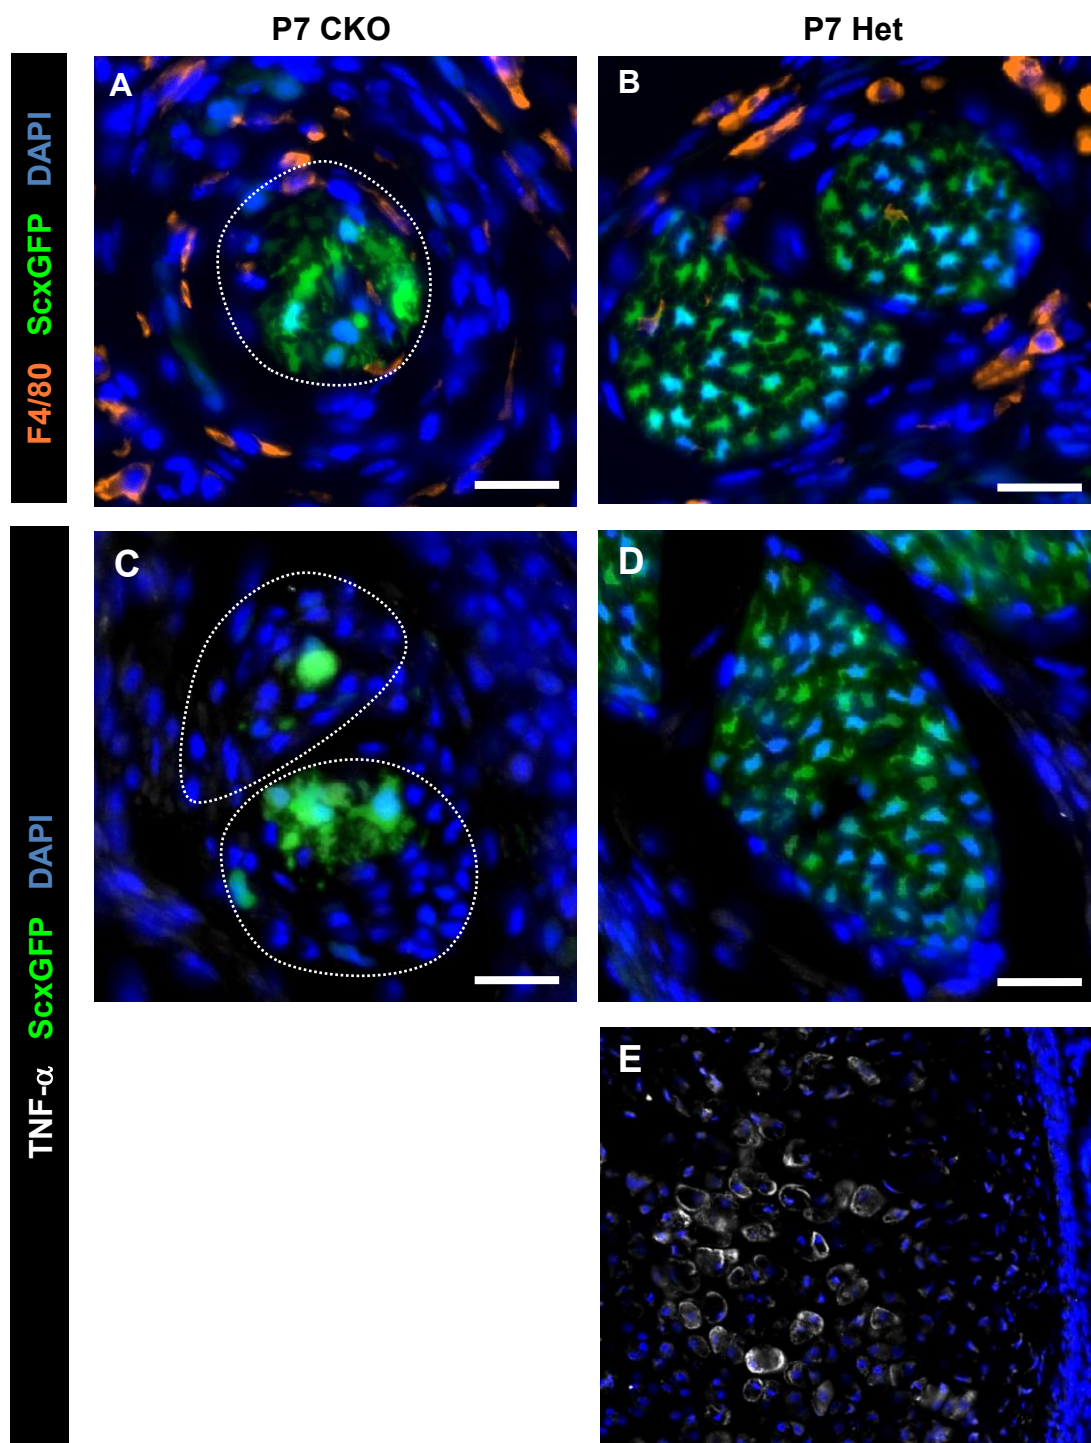 P7 CKO
P7 Het
F4/80 ScxGFP DAPI
A
B
TNF-α ScxGFP DAPI
C
D
E